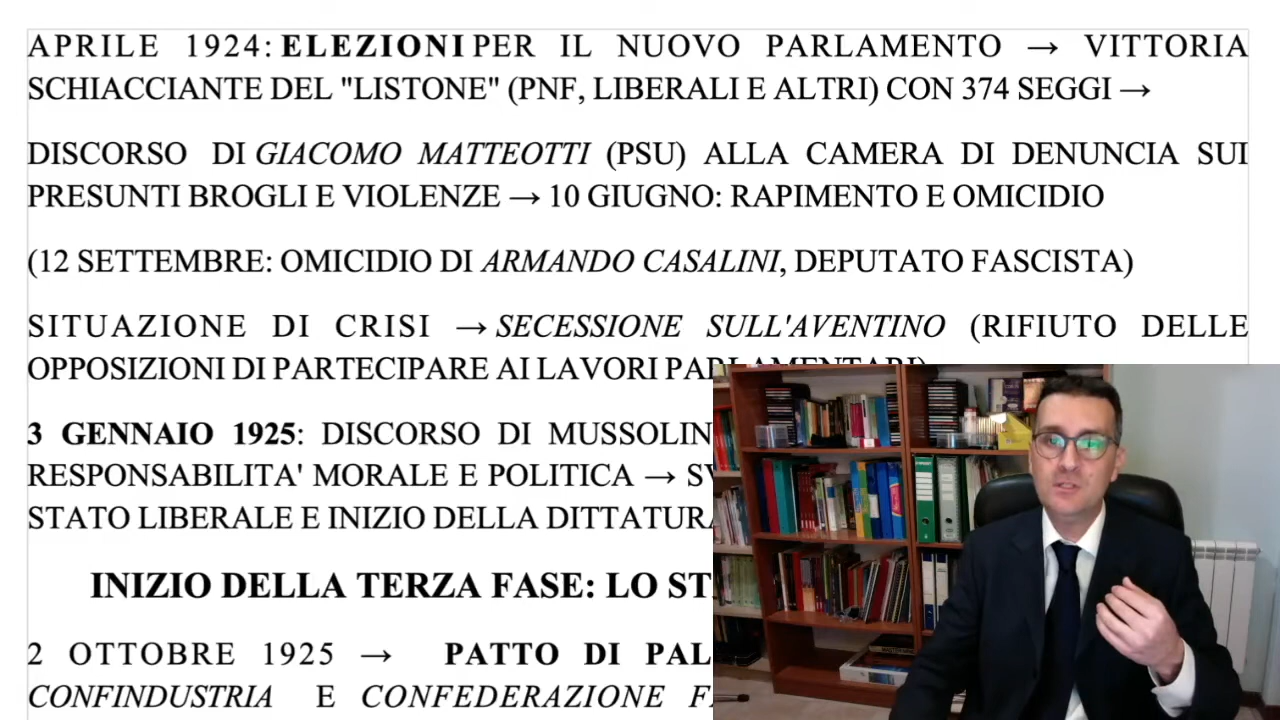 APRILE 1924: ELEZIONI PER IL NUOVO PARLAMENTO → VITTORIA
SCHIACCIANTE DEL "LISTONE" (PNF, LIBERALI E ALTRI) CON 374 SEGGI →
DISCORSO DI GIACOMO MATTEOTTI (PSU) ALLA CAMERA DI DENUNCIA SUI
PRESUNTI BROGLI E VIOLENZE → 10 GIUGNO: RAPIMENTO E OMICIDIO
(12 SETTEMBRE: OMICIDIO DI ARMANDO CASALINI, DEPUTATO FASCISTA)
SITUAZIONE DI CRISI → SECESSIONE SULL'AVENTINO (RIFIUTO DELLE
OPPOSIZIONI DI PARTECIPARE AI LAVORI PARLAMENTARI)
3 GENNAIO 1925: DISCORSO DI MUSSOLIN
RESPONSABILITA' MORALE E POLITICA →
STATO LIBERALE E INIZIO DELLA DITTATURA
INIZIO DELLA TERZA FASE: LO
2 OTTOBRE 1925 → PATTO DI
CONFINDUSTRIA E CONFEDERAZIONE